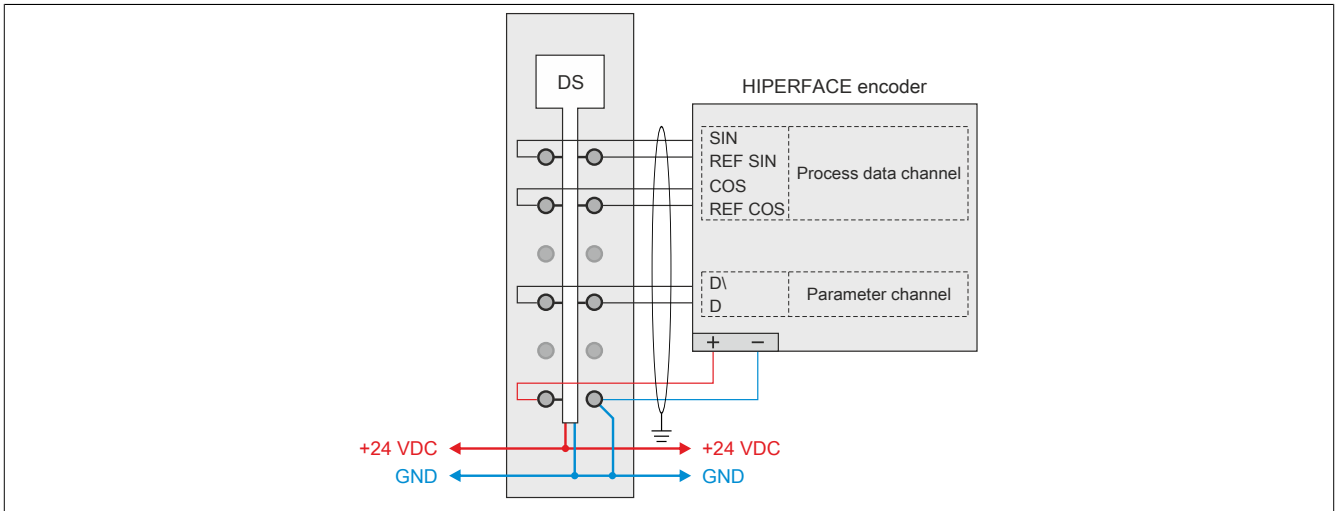 DS
HIPERFACE encoder
SIN
REF SIN
COS
REF COS
Process data channel
D\
D
Parameter channel
+ −
+24 VDC +24 VDC
GND GND